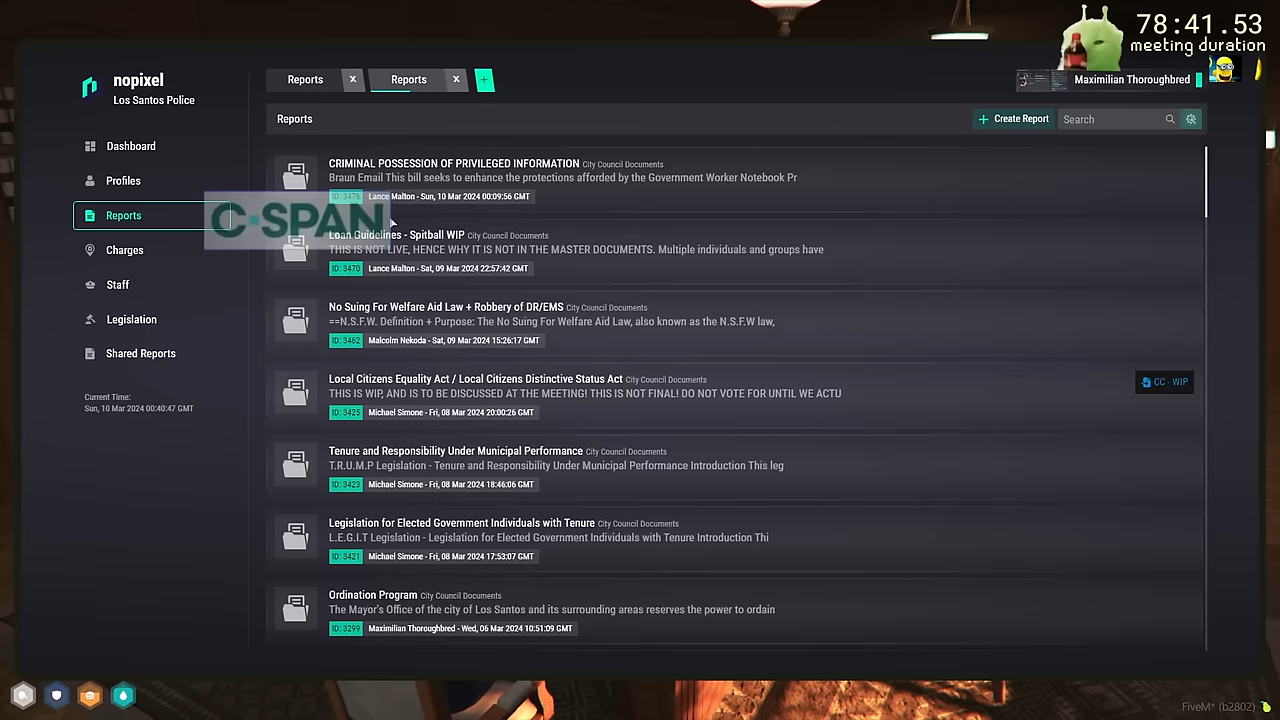 78:41.53
meeting duration
nopixel
Los Santos Police
Reports x Reports x +
Maximilian Thoroughbred
Reports
Create Report
Search
Dashboard
Profiles
Reports
Charges
Staff
Legislation
Shared Reports
Current Time:
Sun, 10 Mar 2024 00:40:47 GMT
C·SPAN
CRIMINAL POSSESSION OF PRIVILEGED INFORMATION City Council Documents
Braun Email This bill seeks to enhance the protections afforded by the Government Worker Notebook Pr
ID: 3476 Lance Malton - Sun, 10 Mar 2024 00:09:56 GMT
Loan Guidelines - Spitball WIP City Council Documents
THIS IS NOT LIVE, HENCE WHY IT IS NOT IN THE MASTER DOCUMENTS. Multiple individuals and groups have
ID: 3470 Lance Malton - Sat, 09 Mar 2024 22:57:42 GMT
No Suing For Welfare Aid Law + Robbery of DR/EMS City Council Documents
==N.S.F.W. Definition + Purpose: The No Suing For Welfare Aid Law, also known as the N.S.F.W law,
ID: 3462 Malcolm Nekoda - Sat, 09 Mar 2024 15:26:17 GMT
Local Citizens Equality Act / Local Citizens Distinctive Status Act City Council Documents
THIS IS WIP, AND IS TO BE DISCUSSED AT THE MEETING! THIS IS NOT FINAL! DO NOT VOTE FOR UNTIL WE ACTU
ID: 3425 Michael Simone - Fri, 08 Mar 2024 20:00:26 GMT
CC - WIP
Tenure and Responsibility Under Municipal Performance City Council Documents
T.R.U.M.P Legislation - Tenure and Responsibility Under Municipal Performance Introduction This leg
ID: 3423 Michael Simone - Fri, 08 Mar 2024 18:46:06 GMT
Legislation for Elected Government Individuals with Tenure City Council Documents
L.E.G.I.T Legislation - Legislation for Elected Government Individuals with Tenure Introduction Thi
ID: 3421 Michael Simone - Fri, 08 Mar 2024 17:53:07 GMT
Ordination Program City Council Documents
The Mayor's Office of the city of Los Santos and its surrounding areas reserves the power to ordain
ID: 3299 Maximilian Thoroughbred - Wed, 06 Mar 2024 10:51:09 GMT
FiveM* (b2802)